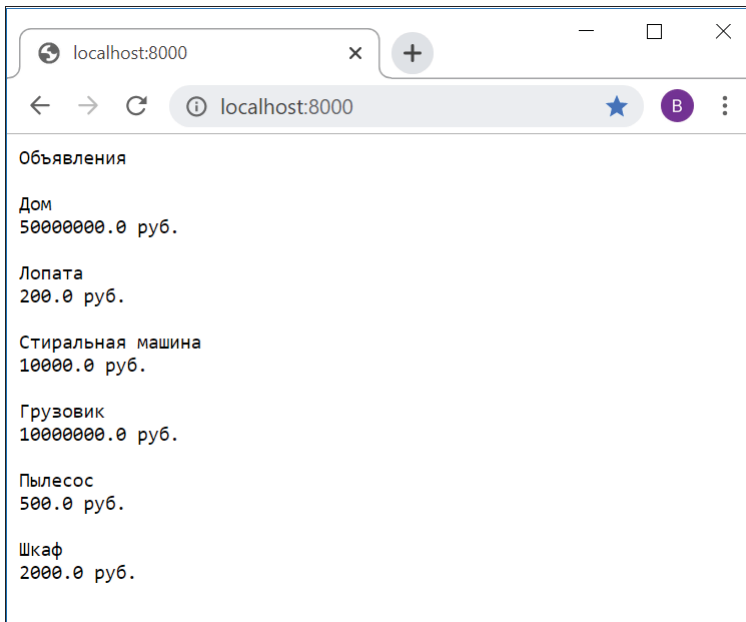 localhost:8000
localhost:8000
B
Объявления
Дом
50000000.0 руб.
Лопата
200.0 руб.
Стиральная машина
10000.0 руб.
Грузовик
10000000.0 руб.
Пылесос
500.0 руб.
Шкаф
2000.0 руб.